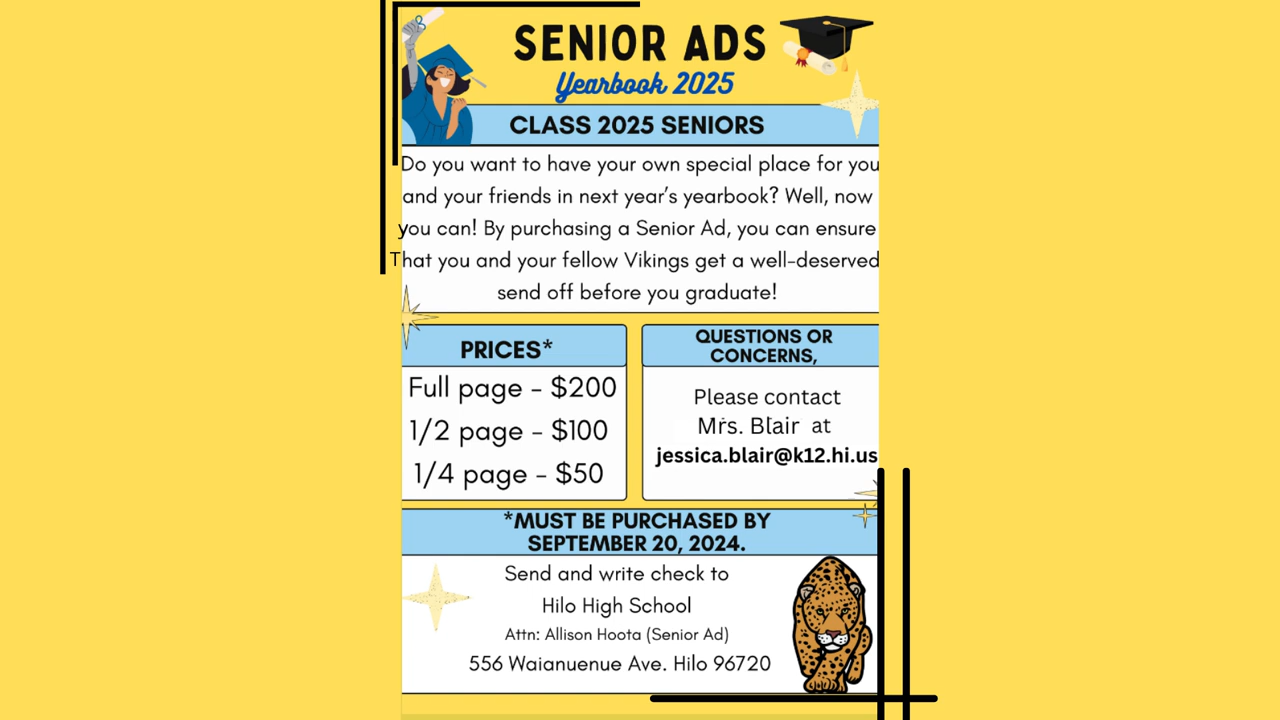 SENIOR ADS
Yearbook 2025
CLASS 2025 SENIORS
Do you want to have your own special place for you
and your friends in next year's yearbook? Well, now
you can! By purchasing a Senior Ad, you can ensure
That you and your fellow Vikings get a well-deserved
send off before you graduate!
PRICES*
Full page - $200
1/2 page - $100
1/4 page - $50
QUESTIONS OR
CONCERNS,
Please contact
Mrs. Blair at
jessica.blair@k12.hi.us
*MUST BE PURCHASED BY
SEPTEMBER 20, 2024.
Send and write check to
Hilo High School
Attn: Allison Hoota (Senior Ad)
556 Waianuenue Ave. Hilo 96720